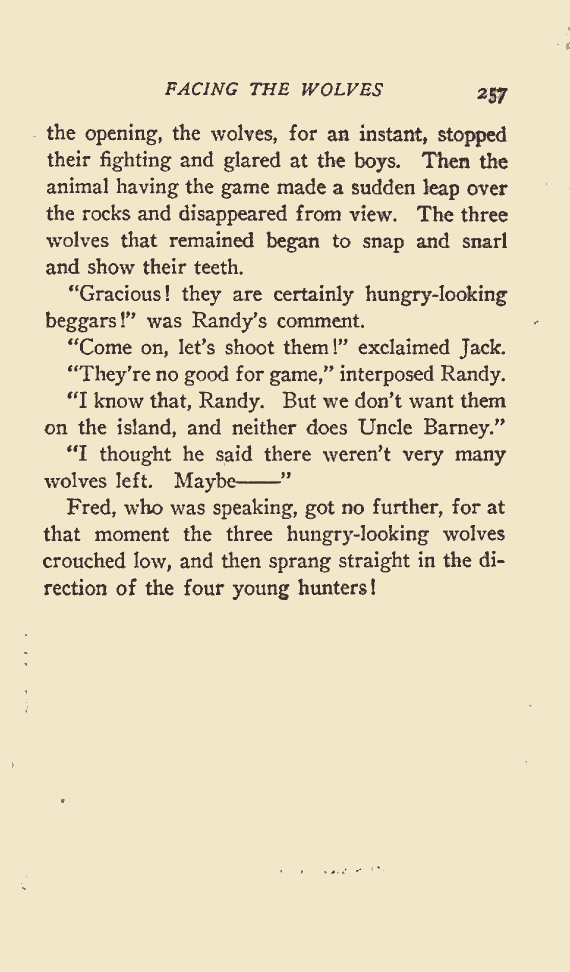 FACING THE WOLVES 257
the opening, the wolves, for an instant, stopped
their fighting and glared at the boys. Then the
animal having the game made a sudden leap over
the rocks and disappeared from view. The three
wolves that remained began to snap and snarl
and show their teeth.
“Gracious! they are certainly hungry-looking
beggars!” was Randy’s comment.
“Come on, let’s shoot them!” exclaimed Jack.
“They're no good for game,” interposed Randy.
“I know that, Randy. But we don’t want them
on the island, and neither does Uncle Barney.”
“I thought he said there weren’t very many
wolves left. Maybe——”
Fred, who was speaking, got no further, for at
that moment the three hungry-looking wolves
crouched low, and then sprang straight in the di-
rection of the four young hunters!